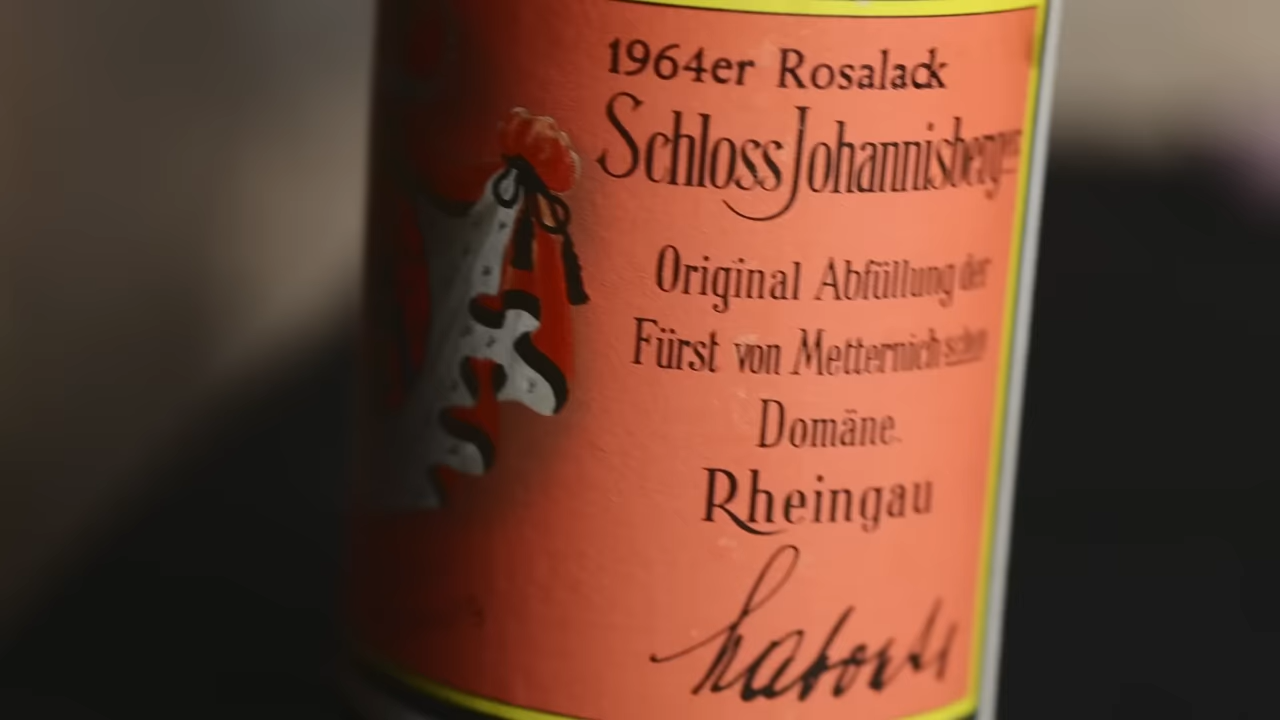 1964er Rosalack
Schloss Johannisberger
Original Abfüllung der
Fürst von Metternich'schen
Domäne.
Rheingau